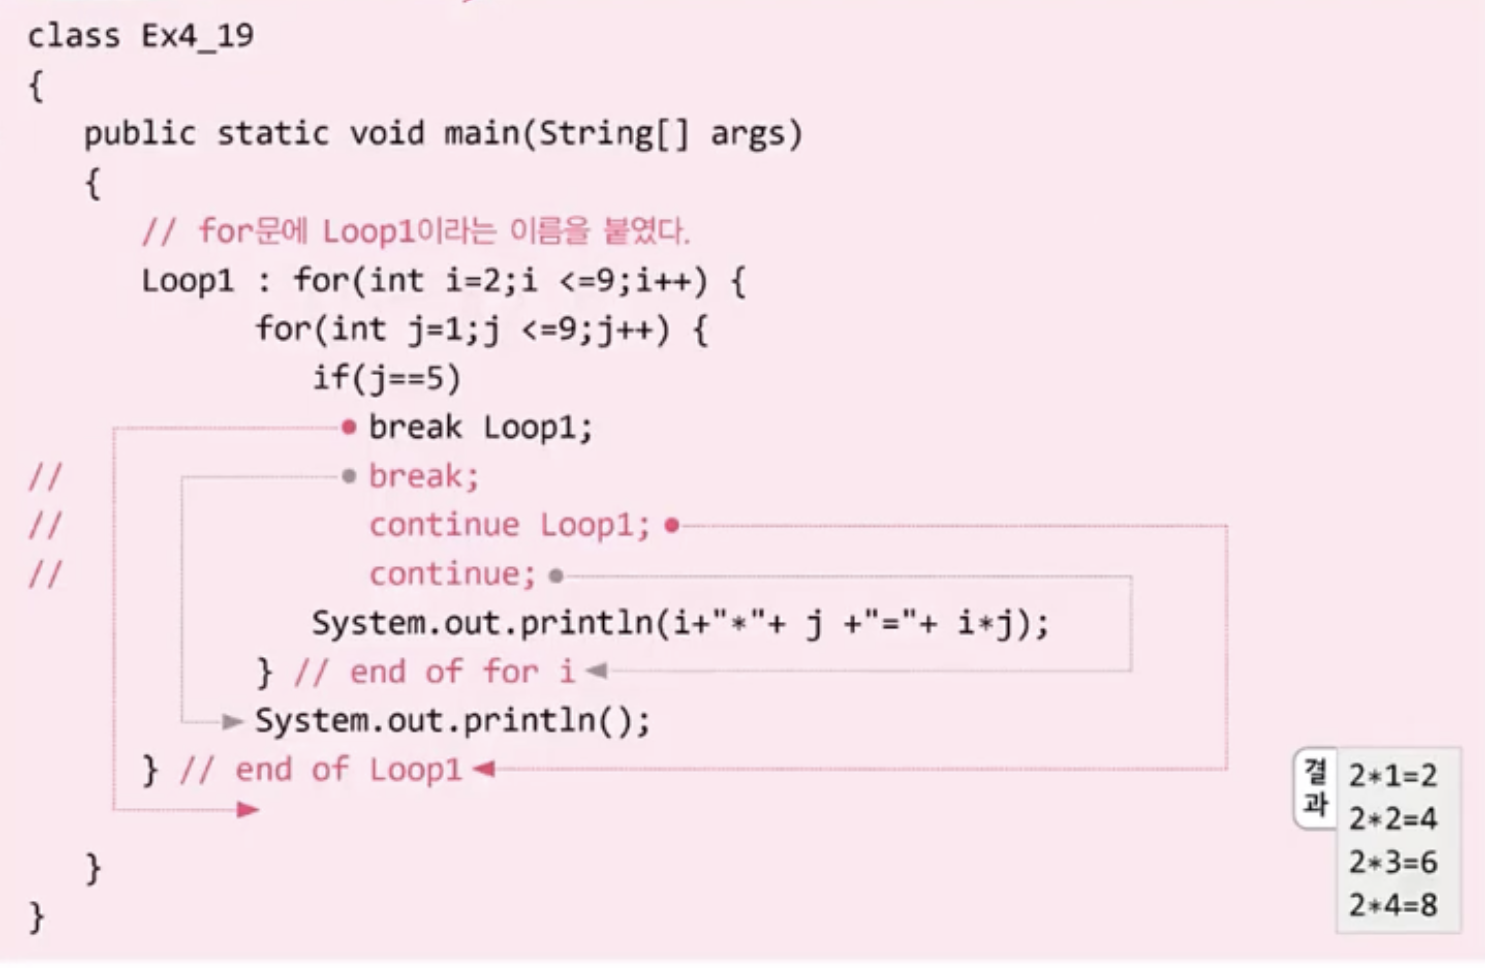 class Ex4_19
{
public static void main(String[] args)
{
// for문에 Loop1이라는 이름을 붙였다.
Loop1 : for(int i=2;i <=9;i++) {
for(int j=1;j <=9;j++) {
if(j==5)
break Loop1;
// break;
// continue Loop1;
// continue;
System.out.println(i+"*"+ j +"="+ i*j);
} // end of for i
System.out.println();
} // end of Loop1
}
}
결과
2*1=2
2*2=4
2*3=6
2*4=8